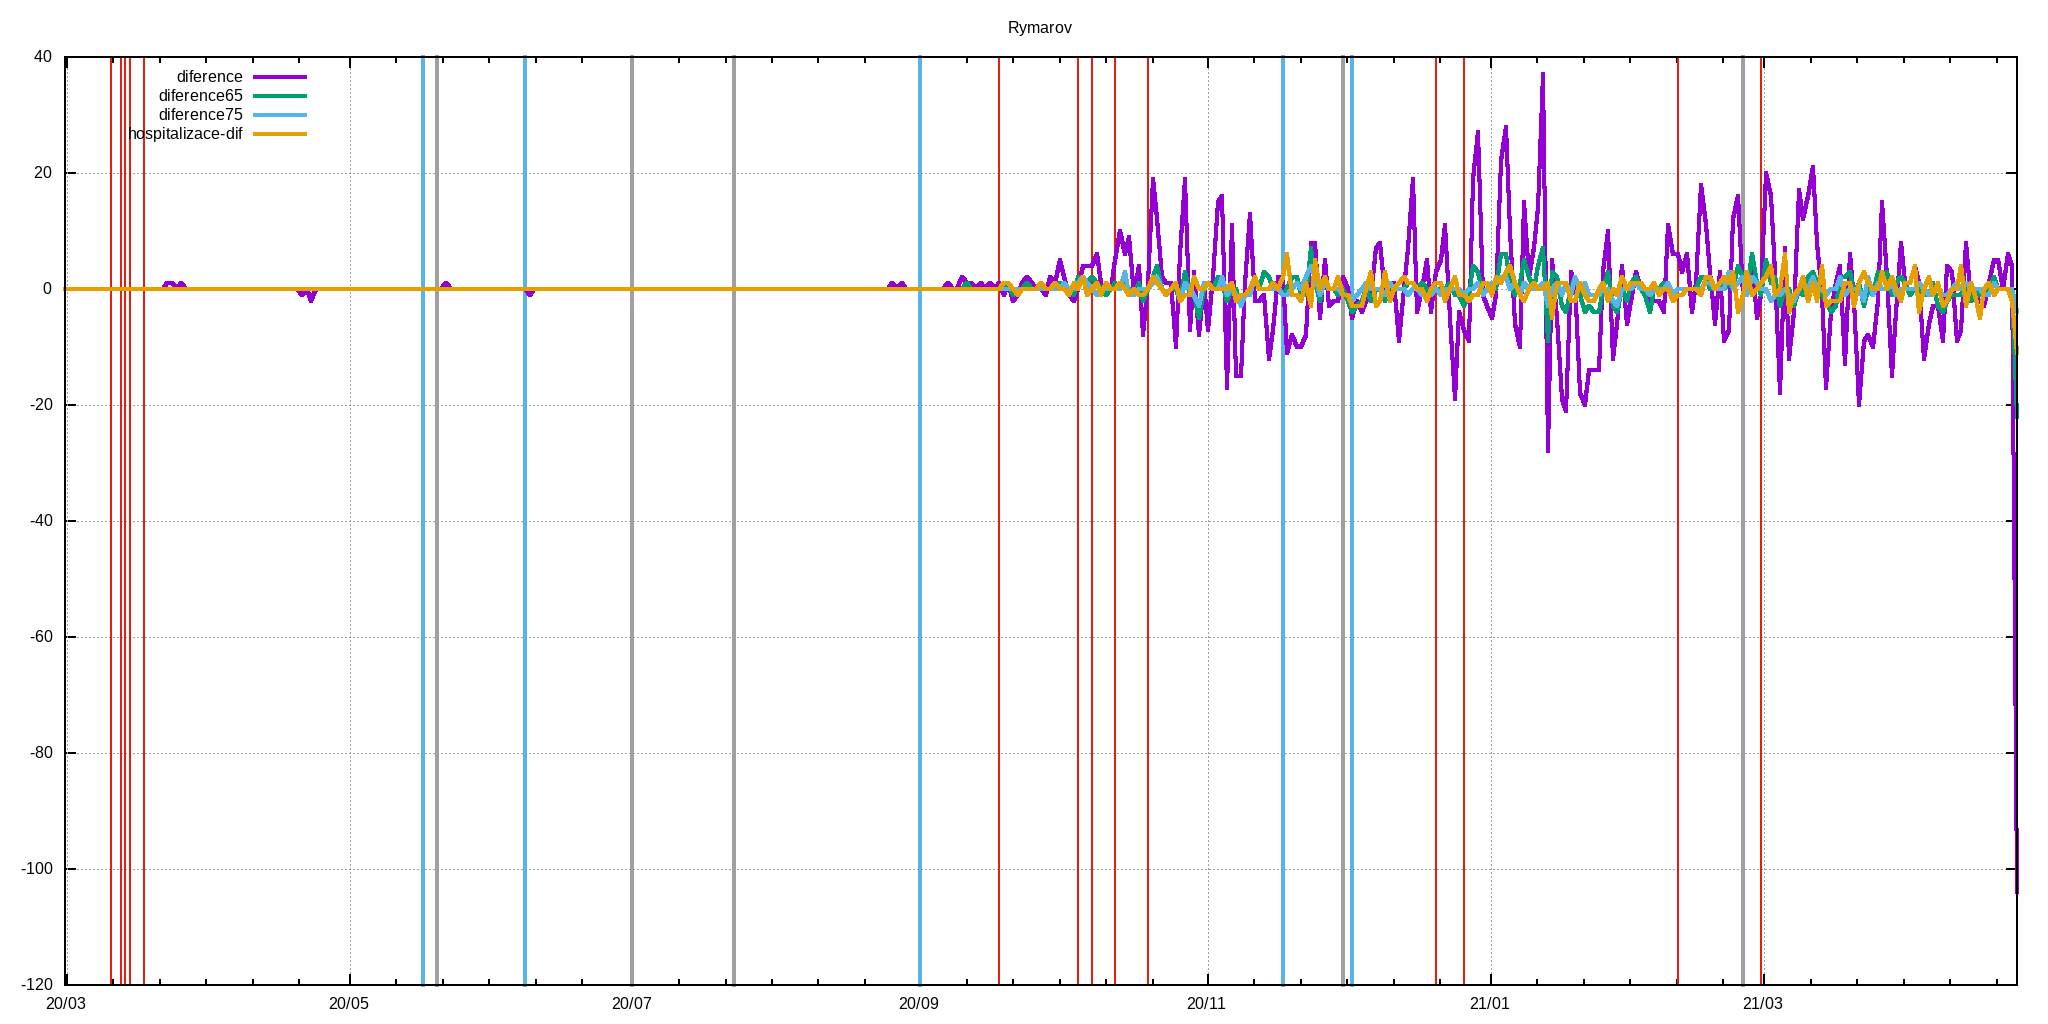 Rymarov
diference
diference65
diference75
hospitalizace-dif
40
20
0
-20
-40
-60
-80
-100
-120
20/03 20/05 20/07 20/09 20/11 21/01 21/03